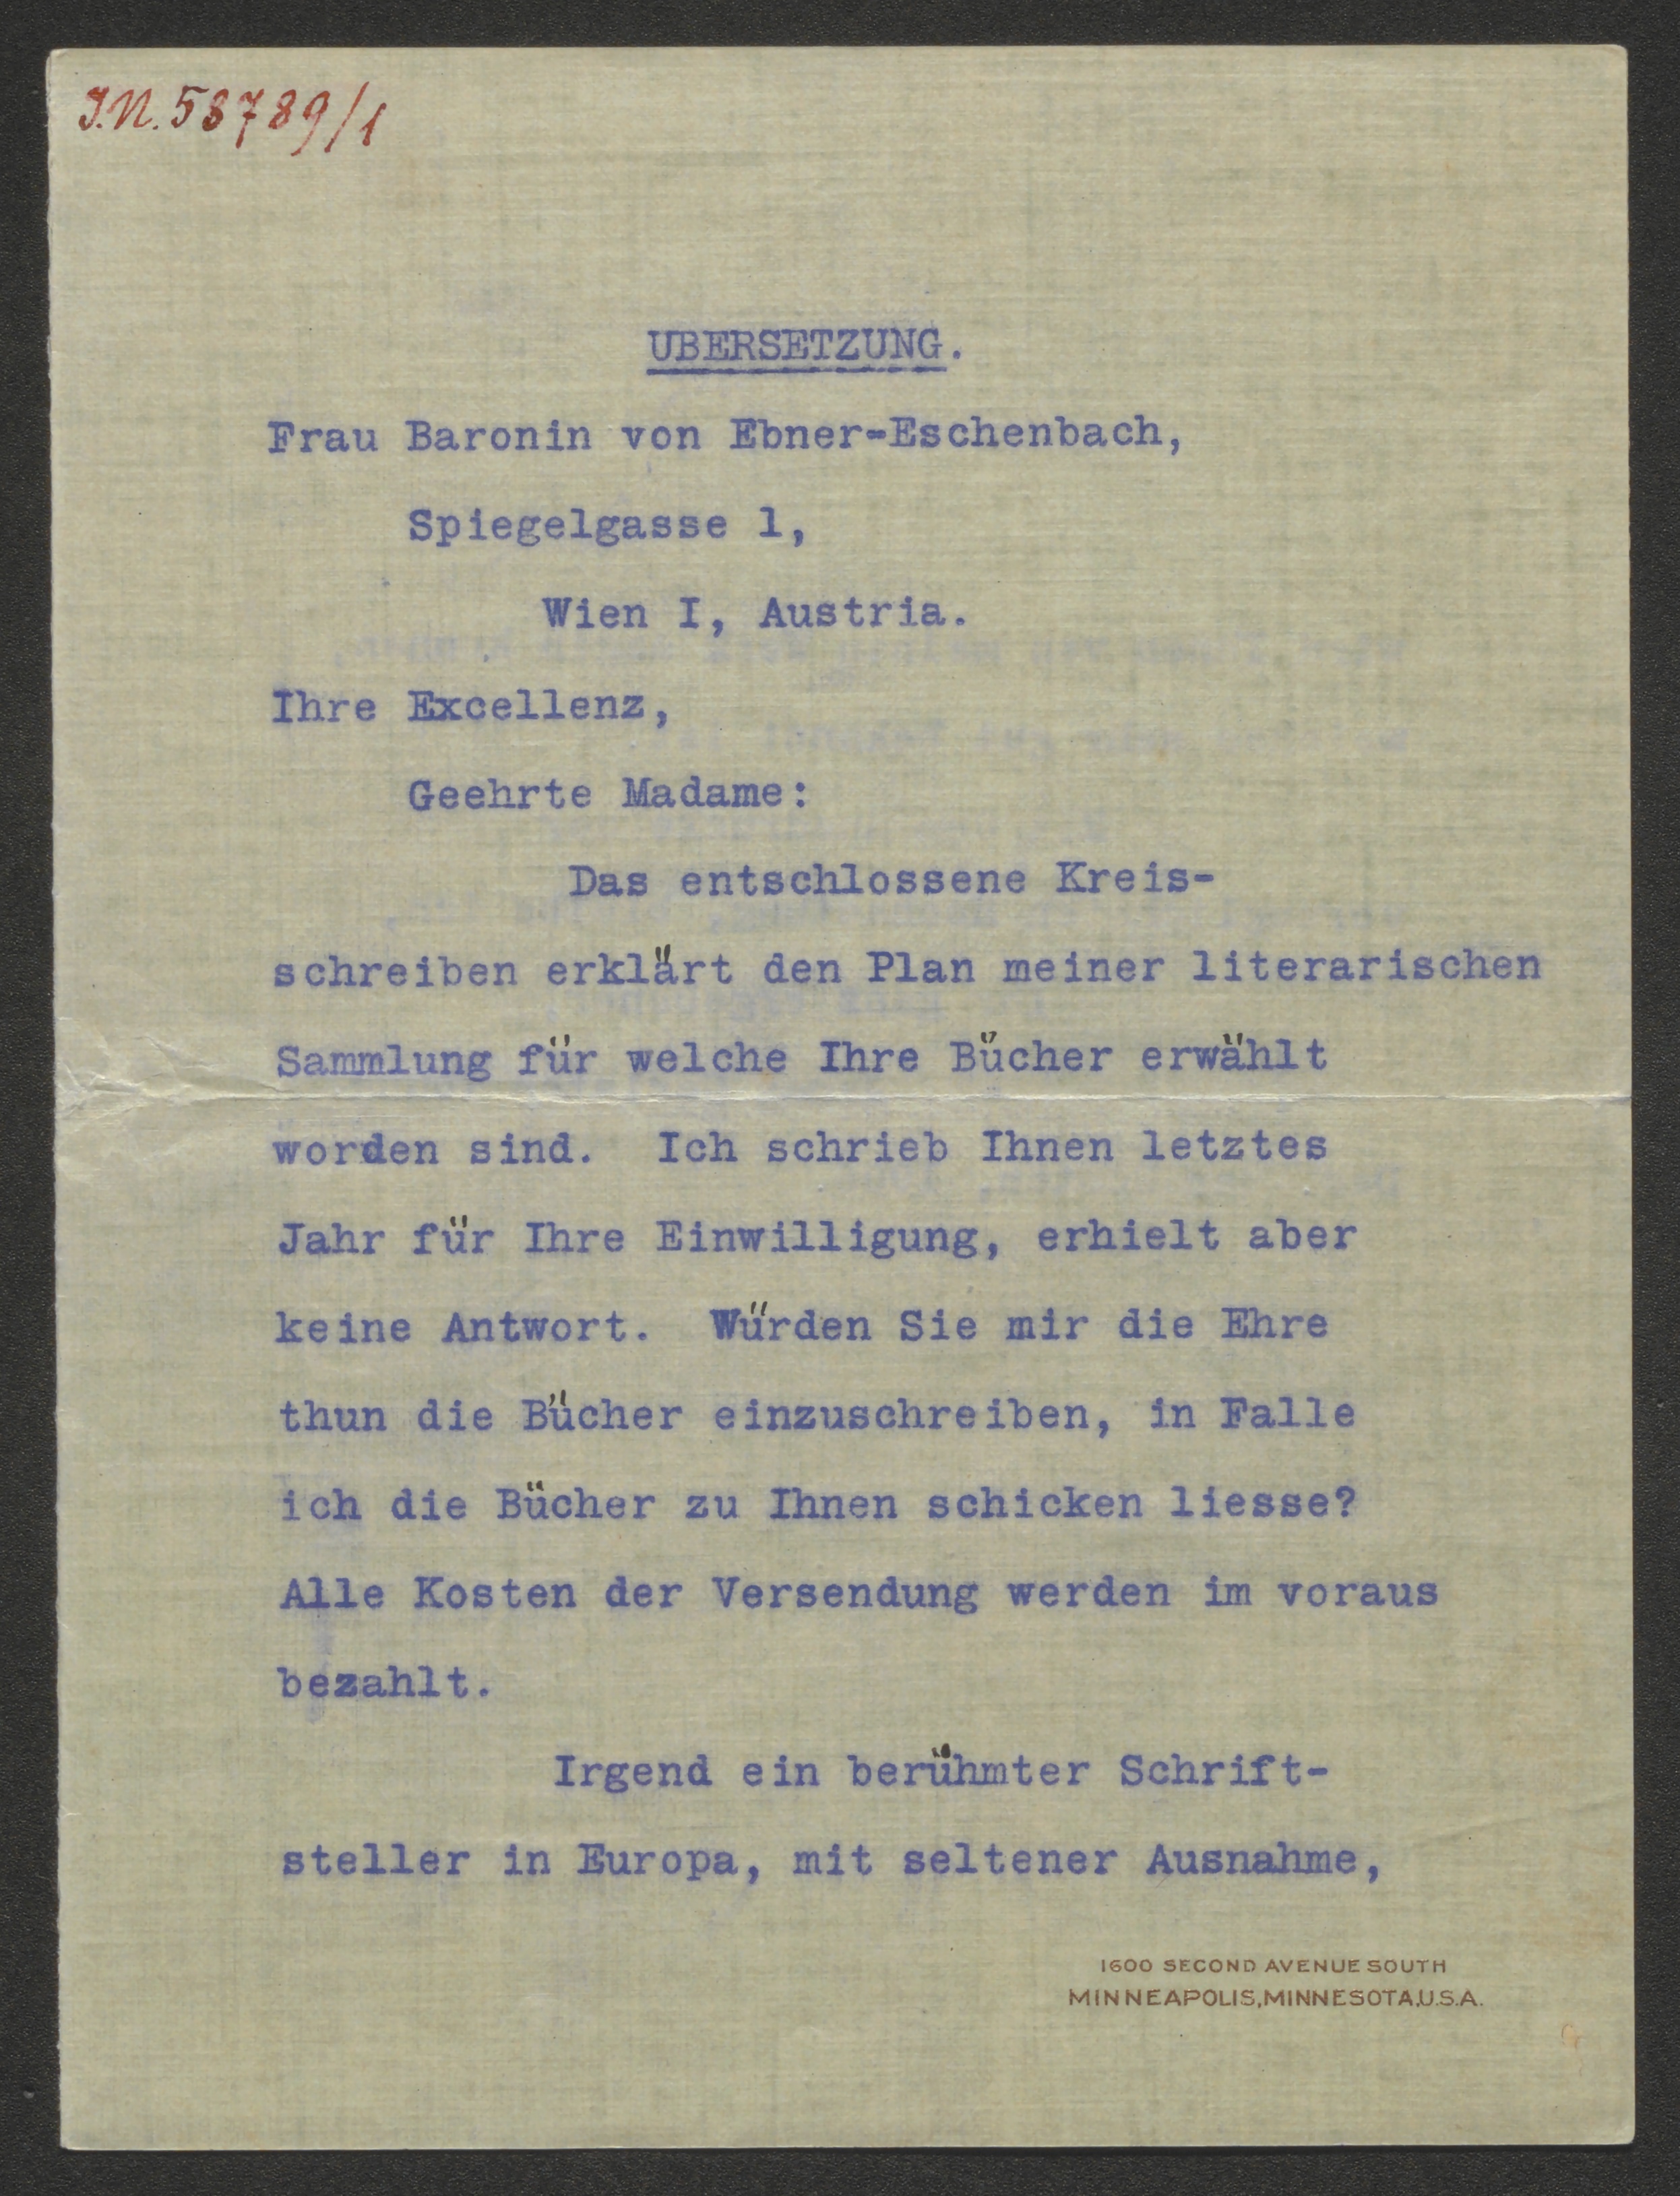 J.N. 58789/1
UBERSETZUNG.
Frau Baronin von Ebner-Eschenbach,
Spiegelgasse 1,
Wien I, Austria.
Ihre Excellenz,
Geehrte Madame:
Das entschlossene Kreis-
schreiben erklärt den Plan meiner literarischen
Sammlung für welche Ihre Bücher erwählt
worden sind. Ich schrieb Ihnen letztes
Jahr für Ihre Einwilligung, erhielt aber
keine Antwort. Würden Sie mir die Ehre
thun die Bücher einzuschreiben, in Falle
ich die Bücher zu Ihnen schicken liesse?
Alle Kosten der Versendung werden im voraus
bezahlt.
Irgend ein berühmter Schrift-
steller in Europa, mit seltener Ausnahme,
1600 SECOND AVENUE SOUTH
MINNEAPOLIS, MINNESOTA, U.S.A.